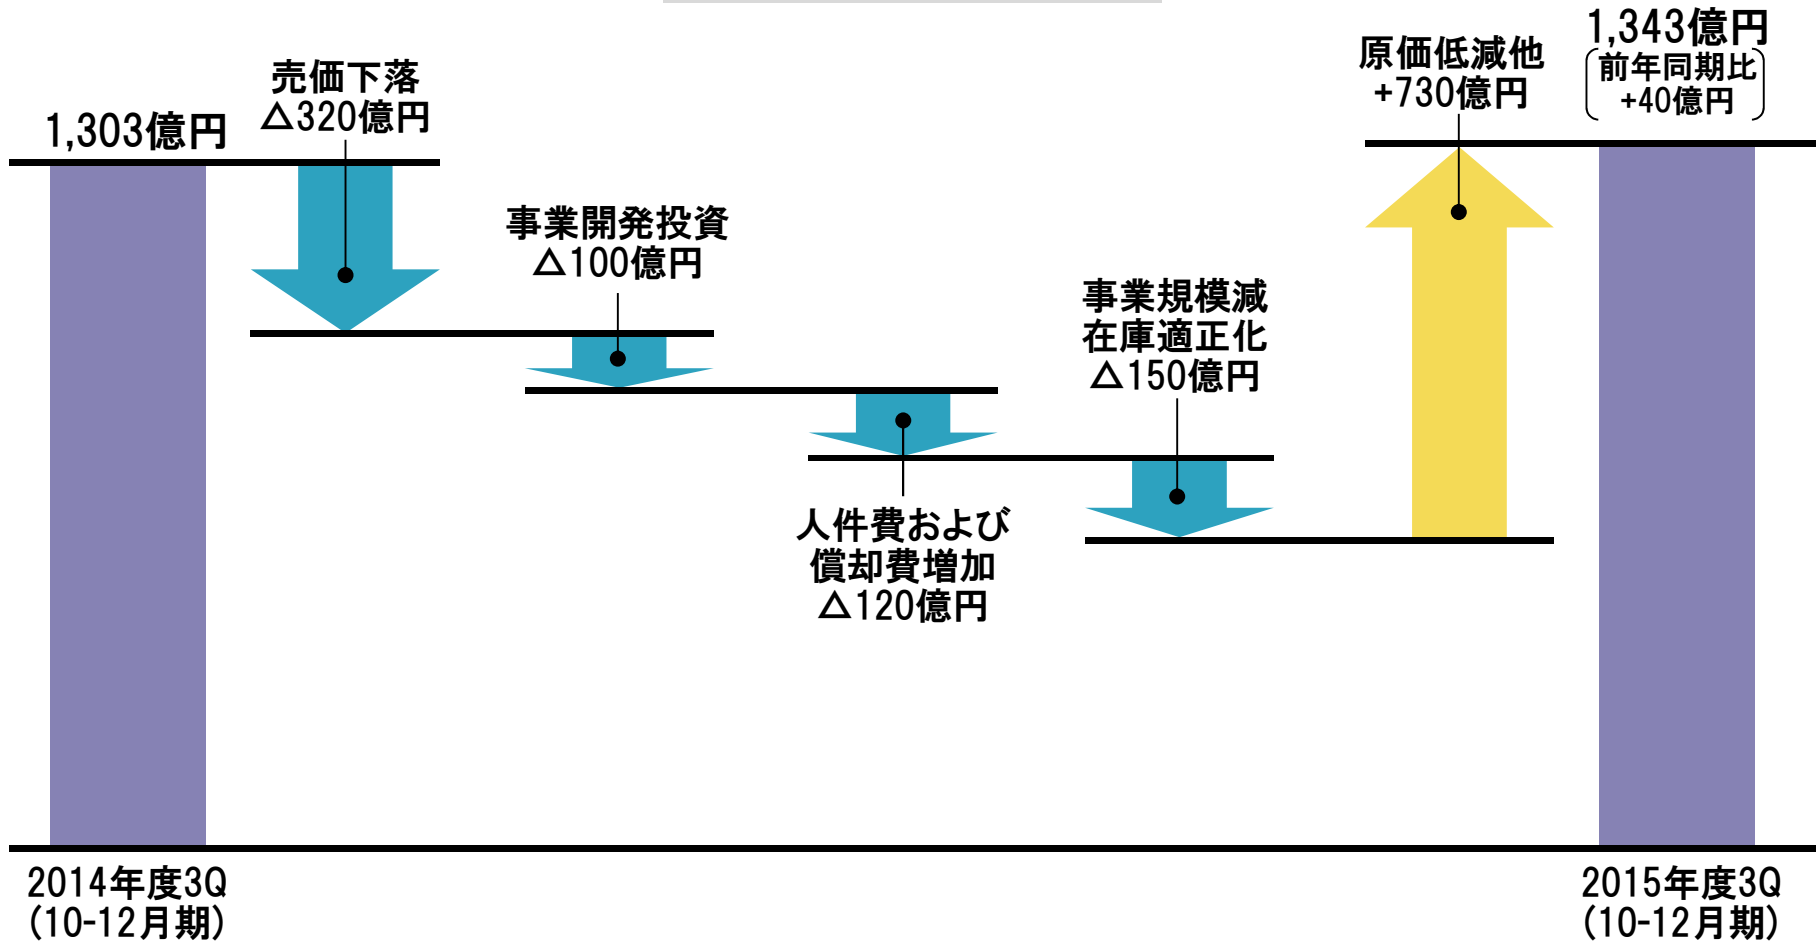 1,303億円
売価下落
△320億円
事業開発投資
△100億円
人件費および
償却費増加
△120億円
事業規模減
在庫適正化
△150億円
原価低減他
+730億円
1,343億円
前年同期比
+40億円
2014年度3Q
(10-12月期)
2015年度3Q
(10-12月期)